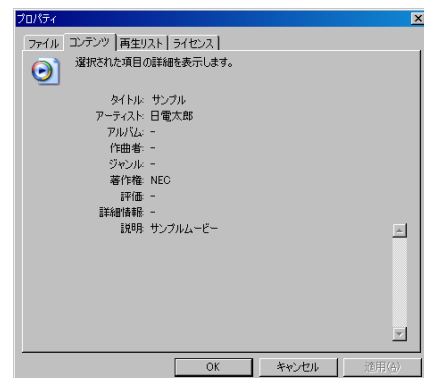 プロパティ
ファイル コンテンツ 再生リスト ライセンス
選択された項目の詳細を表示します。
タイトル: サンプル
アーティスト: 日電太郎
アルバム: -
作曲者: -
ジャンル: -
著作権: NEC
評価: -
詳細情報: -
説明: サンプルムービー
OK キャンセル 適用(A)